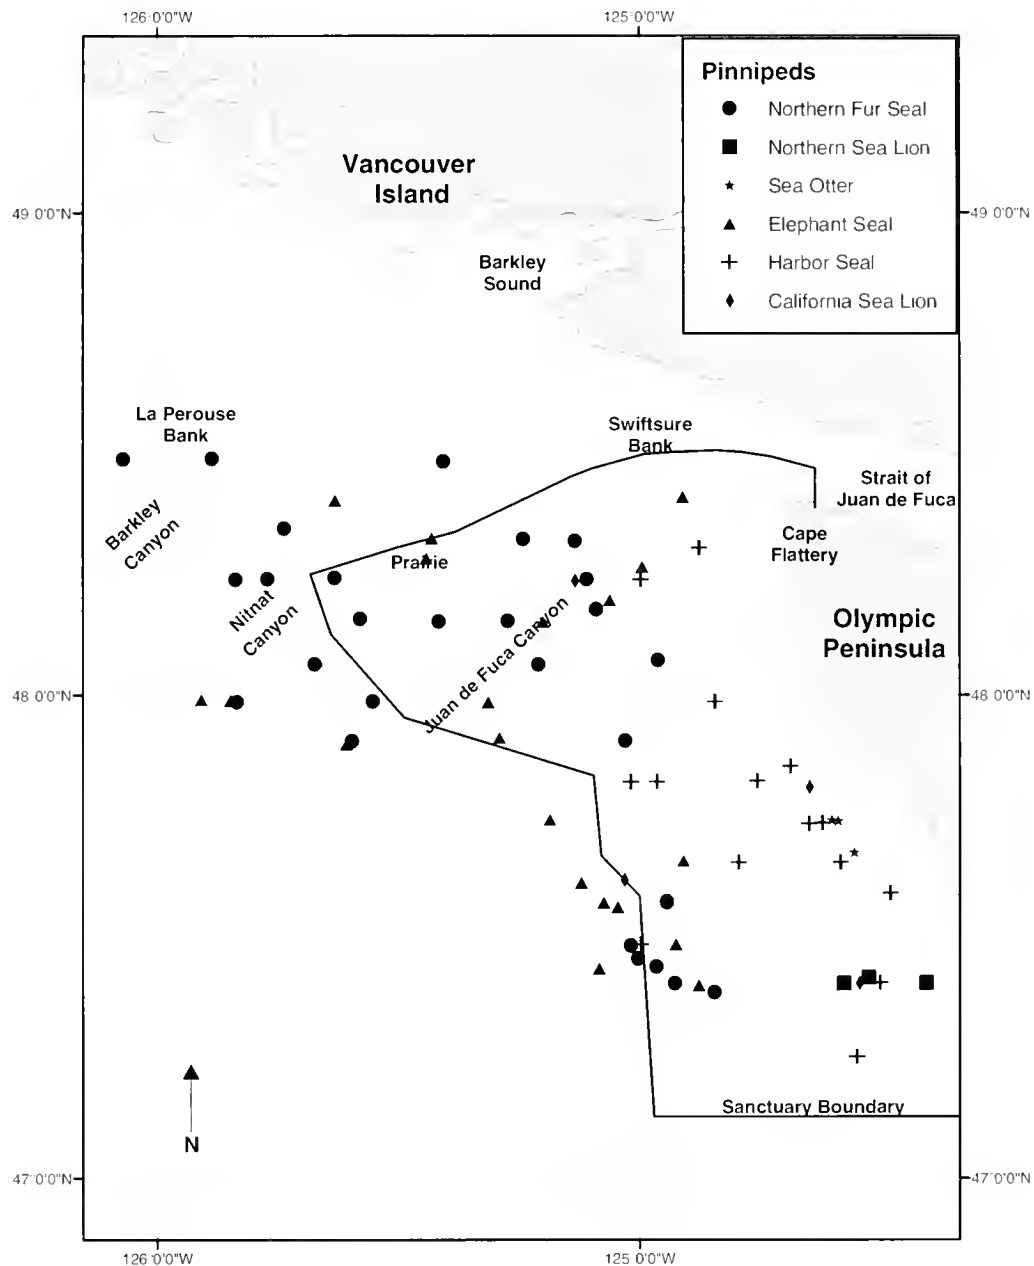 126 0'0"W 125 0'0"W
Pinnipeds
Northern Fur Seal
Northern Sea Lion
Sea Otter
Elephant Seal
Harbor Seal
California Sea Lion
Vancouver
Island
49 0'0"N 49 0'0"N
Barkley
Sound
La Perouse
Bank
Swiftsure
Bank
Strait of
Juan de Fuca
Barkley
Canyon
Cape
Flattery
Prairie
Nitnat
Canyon
Juan de Fuca Canyon
Olympic
Peninsula
48 0'0"N 48 0'0"N
N
Sanctuary Boundary
47°0'0"N 47°0'0"N
126 0'0"W 125 0'0"W